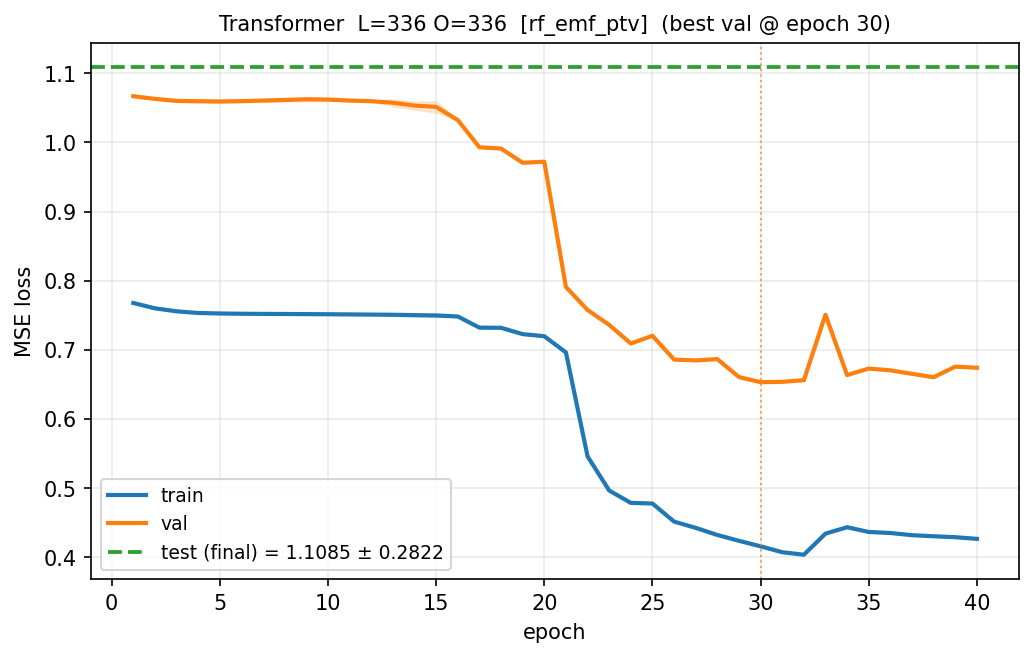 Transformer  L=336 O=336  [rf_emf_ptv]  (best val @ epoch 30)
MSE loss
1.1
1.0
0.9
0.8
0.7
0.6
0.5
0.4
train
val
test (final) = 1.1085 ± 0.2822
0 5 10 15 20 25 30 35 40
epoch